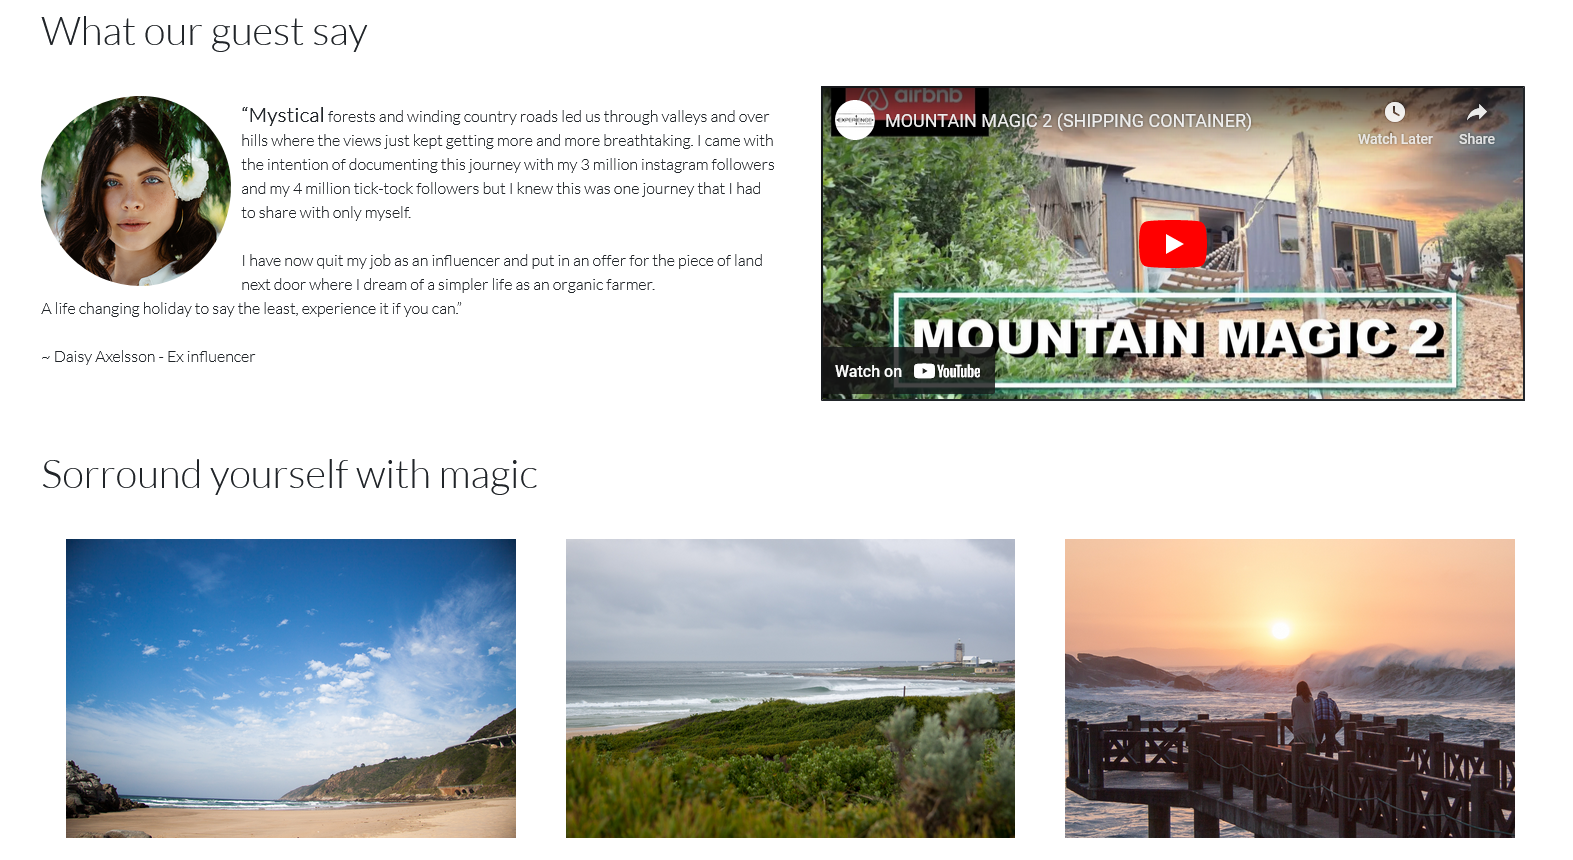 What our guest say
“Mystical forests and winding country roads led us through valleys and over
hills where the views just kept getting more and more breathtaking. I came with
the intention of documenting this journey with my 3 million instagram followers
and my 4 million tick-tock followers but I knew this was one journey that I had
to share with only myself.
I have now quit my job as an influencer and put in an offer for the piece of land
next door where I dream of a simpler life as an organic farmer.
A life changing holiday to say the least, experience it if you can.”
~ Daisy Axelsson - Ex influencer
airbnb
EXPERIENCE
MOUNTAIN MAGIC 2 (SHIPPING CONTAINER)
Watch Later
Share
MOUNTAIN MAGIC 2
Watch on YouTube
Sorround yourself with magic